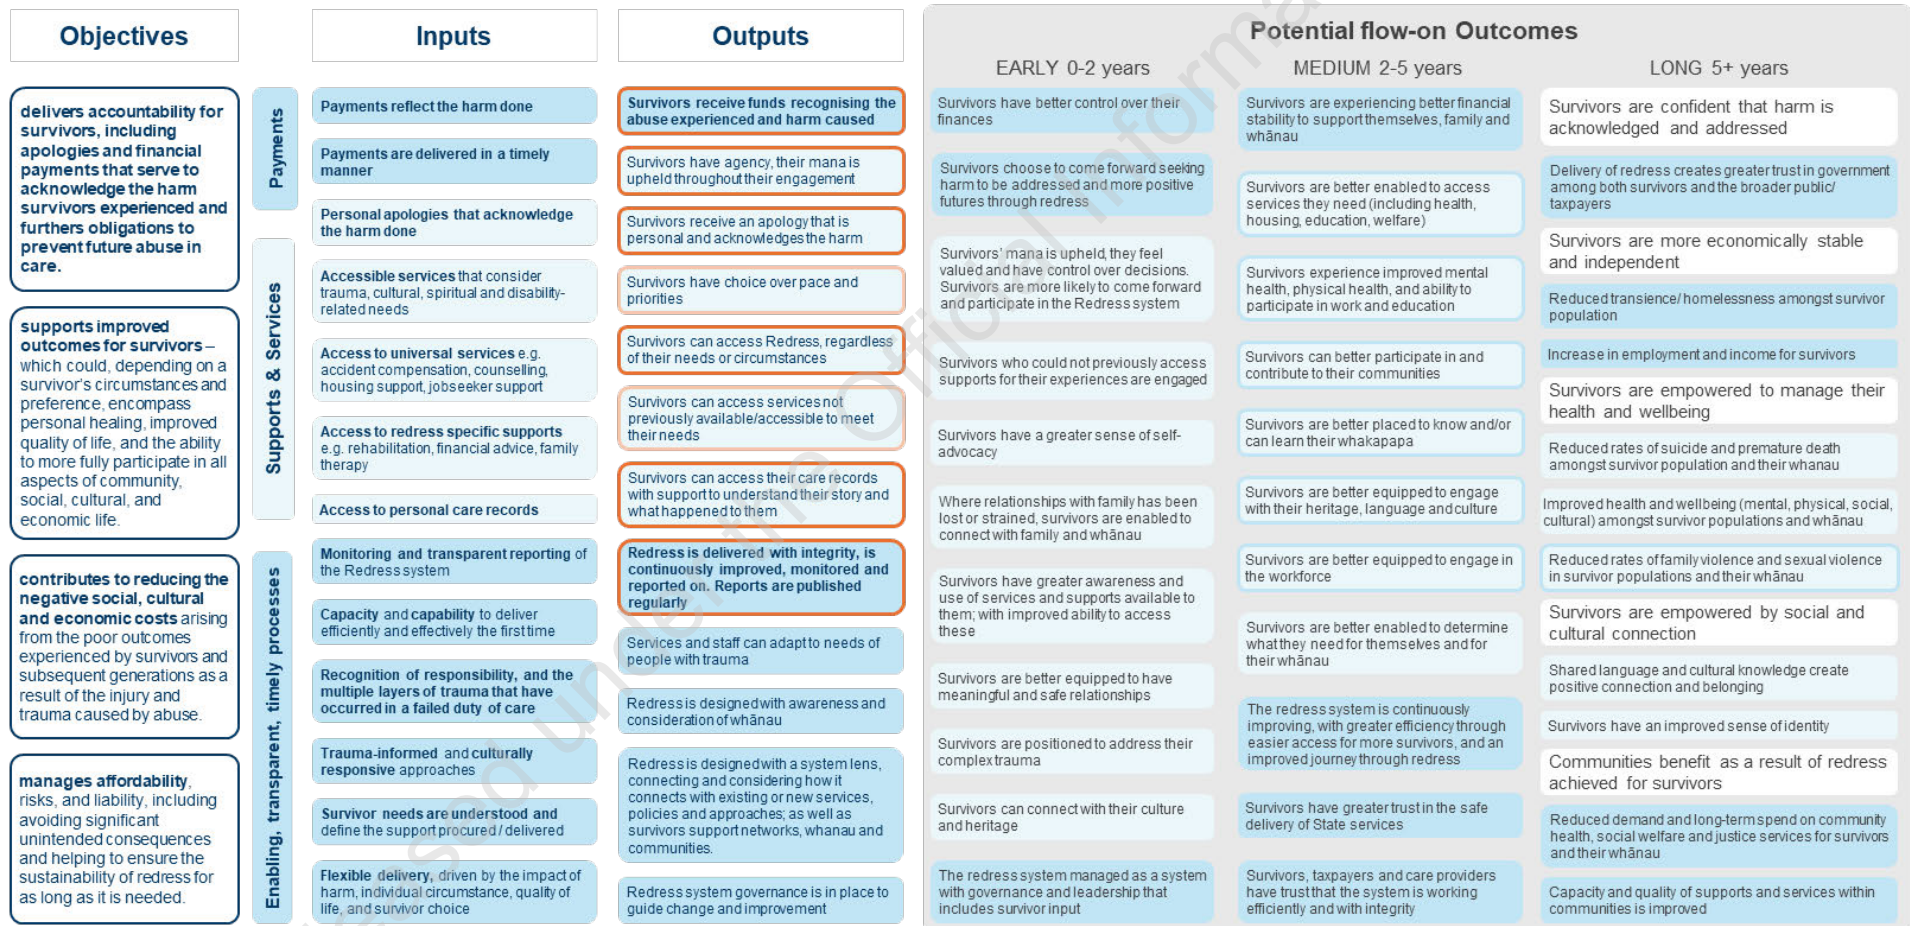 Objectives
delivers accountability for
survivors, including
apologies and financial
payments that serve to
acknowledge the harm
survivors experienced and
furthers obligations to
prevent future abuse in
care.
supports improved
outcomes for survivors –
which could, depending on a
survivor's circumstances and
preference, encompass
personal healing, improved
quality of life, and the ability
to more fully participate in all
aspects of community,
social, cultural, and
economic life.
contributes to reducing the
negative social, cultural
and economic costs arising
from the poor outcomes
experienced by survivors and
subsequent generations as a
result of the injury and
trauma caused by abuse.
manages affordability,
risks, and liability, including
avoiding significant
unintended consequences
and helping to ensure the
sustainability of redress for
as long as it is needed.
Payments
Supports & Services
Enabling, transparent, timely processes
Inputs
Payments reflect the harm done
Payments are delivered in a timely
manner
Personal apologies that acknowledge
the harm done
Accessible services that consider
trauma, cultural, spiritual and disability-
related needs
Access to universal services e.g.
accident compensation, counselling,
housing support, jobseeker support
Access to redress specific supports
e.g. rehabilitation, financial advice, family
therapy
Access to personal care records
Monitoring and transparent reporting of
the Redress system
Capacity and capability to deliver
efficiently and effectively the first time
Recognition of responsibility, and the
multiple layers of trauma that have
occurred in a failed duty of care
Trauma-informed and culturally
responsive approaches
Survivor needs are understood and
define the support procured / delivered
Flexible delivery, driven by the impact of
harm, individual circumstance, quality of
life, and survivor choice
Outputs
Survivors receive funds recognising the
abuse experienced and harm caused
Survivors have agency, their mana is
upheld throughout their engagement
Survivors receive an apology that is
personal and acknowledges the harm
Survivors have choice over pace and
priorities
Survivors can access Redress, regardless
of their needs or circumstances
Survivors can access services not
previously available/accessible to meet
their needs
Survivors can access their care records
with support to understand their story and
what happened to them
Redress is delivered with integrity, is
continuously improved, monitored and
reported on. Reports are published
regularly
Services and staff can adapt to needs of
people with trauma
Redress is designed with awareness and
consideration of whānau
Redress is designed with a system lens,
connecting and considering how it
connects with existing or new services,
policies and approaches; as well as
survivors support networks, whanau and
communities.
Redress system governance is in place to
guide change and improvement
Potential flow-on Outcomes
EARLY 0-2 years
Survivors have better control over their
finances
Survivors choose to come forward seeking
harm to be addressed and more positive
futures through redress
Survivors' mana is upheld, they feel
valued and have control over decisions.
Survivors are more likely to come forward
and participate in the Redress system
Survivors who could not previously access
supports for their experiences are engaged
Survivors have a greater sense of self-
advocacy
Where relationships with family has been
lost or strained, survivors are enabled to
connect with family and whānau
Survivors have greater awareness and
use of services and supports available to
them; with improved ability to access
these
Survivors are better equipped to have
meaningful and safe relationships
Survivors are positioned to address their
complex trauma
Survivors can connect with their culture
and heritage
The redress system managed as a system
with governance and leadership that
includes survivor input
MEDIUM 2-5 years
Survivors are experiencing better financial
stability to support themselves, family and
whānau
Survivors are better enabled to access
services they need (including health,
housing, education, welfare)
Survivors experience improved mental
health, physical health, and ability to
participate in work and education
Survivors can better participate in and
contribute to their communities
Survivors are better placed to know and/or
can learn their whakapapa
Survivors are better equipped to engage
with their heritage, language and culture
Survivors are better equipped to engage in
the workforce
Survivors are better enabled to determine
what they need for themselves and for
their whānau
The redress system is continuously
improving, with greater efficiency through
easier access for more survivors, and an
improved journey through redress
Survivors have greater trust in the safe
delivery of State services
Survivors, taxpayers and care providers
have trust that the system is working
efficiently and with integrity
LONG 5+ years
Survivors are confident that harm is
acknowledged and addressed
Delivery of redress creates greater trust in government
among both survivors and the broader public/
taxpayers
Survivors are more economically stable
and independent
Reduced transience/ homelessness amongst survivor
population
Increase in employment and income for survivors
Survivors are empowered to manage their
health and wellbeing
Reduced rates of suicide and premature death
amongst survivor population and their whanau
Improved health and wellbeing (mental, physical, social,
cultural) amongst survivor populations and whānau
Reduced rates of family violence and sexual violence
in survivor populations and their whānau
Survivors are empowered by social and
cultural connection
Shared language and cultural knowledge create
positive connection and belonging
Survivors have an improved sense of identity
Communities benefit as a result of redress
achieved for survivors
Reduced demand and long-term spend on community
health, social welfare and justice services for survivors
and their whānau
Capacity and quality of supports and services within
communities is improved
under the Official